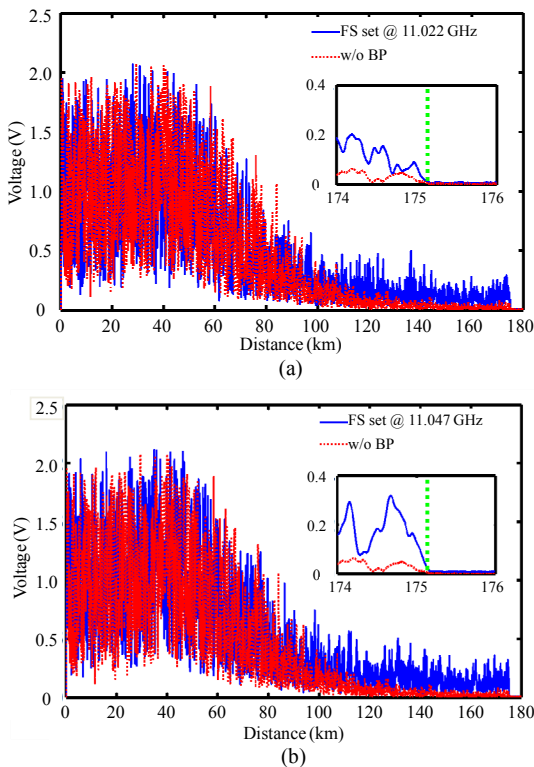 2.5
2.0
1.5
1.0
0.5
0
Voltage (V)
FS set @ 11.022 GHz
w/o BP
0.4
0.2
0
174 175 176
0 20 40 60 80 100 120 140 160 180
Distance (km)
(a)
2.5
2.0
1.5
1.0
0.5
0
Voltage (V)
FS set @ 11.047 GHz
w/o BP
0.4
0.2
0
174 175 176
0 20 40 60 80 100 120 140 160 180
Distance (km)
(b)